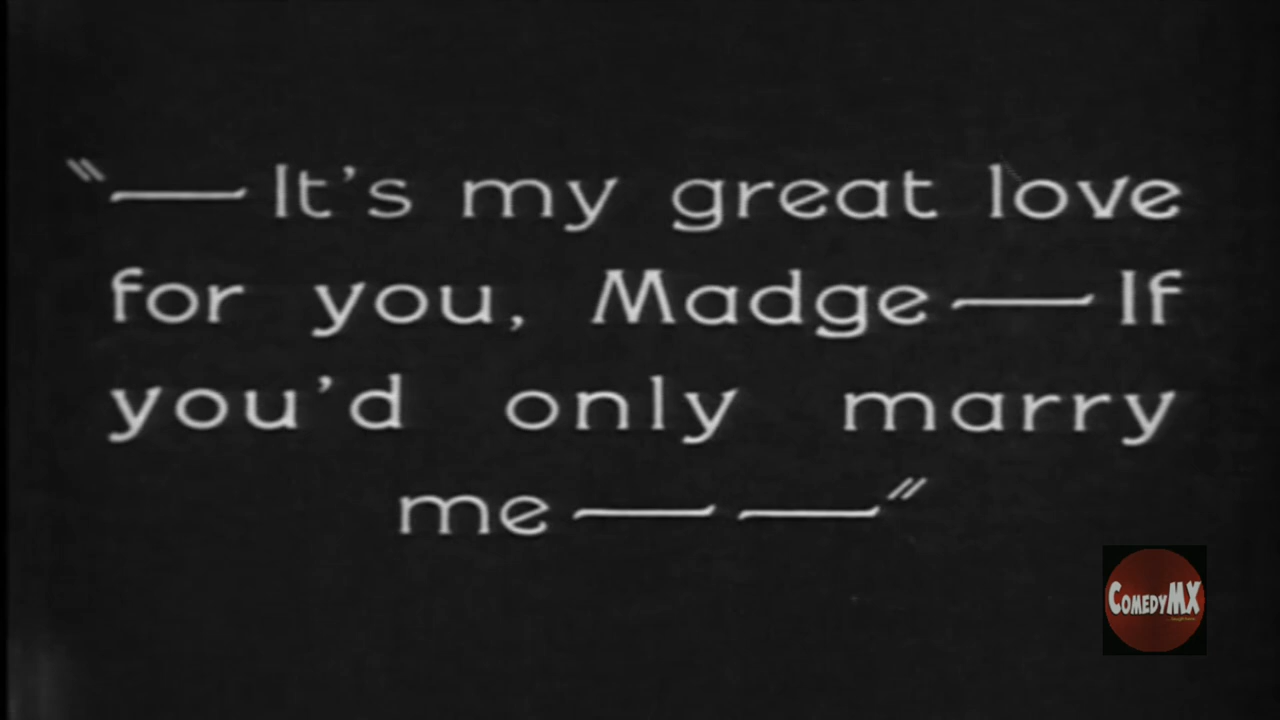 "— It's my great love
for you, Madge — If
you'd only marry
me — —"
COMEDYMX